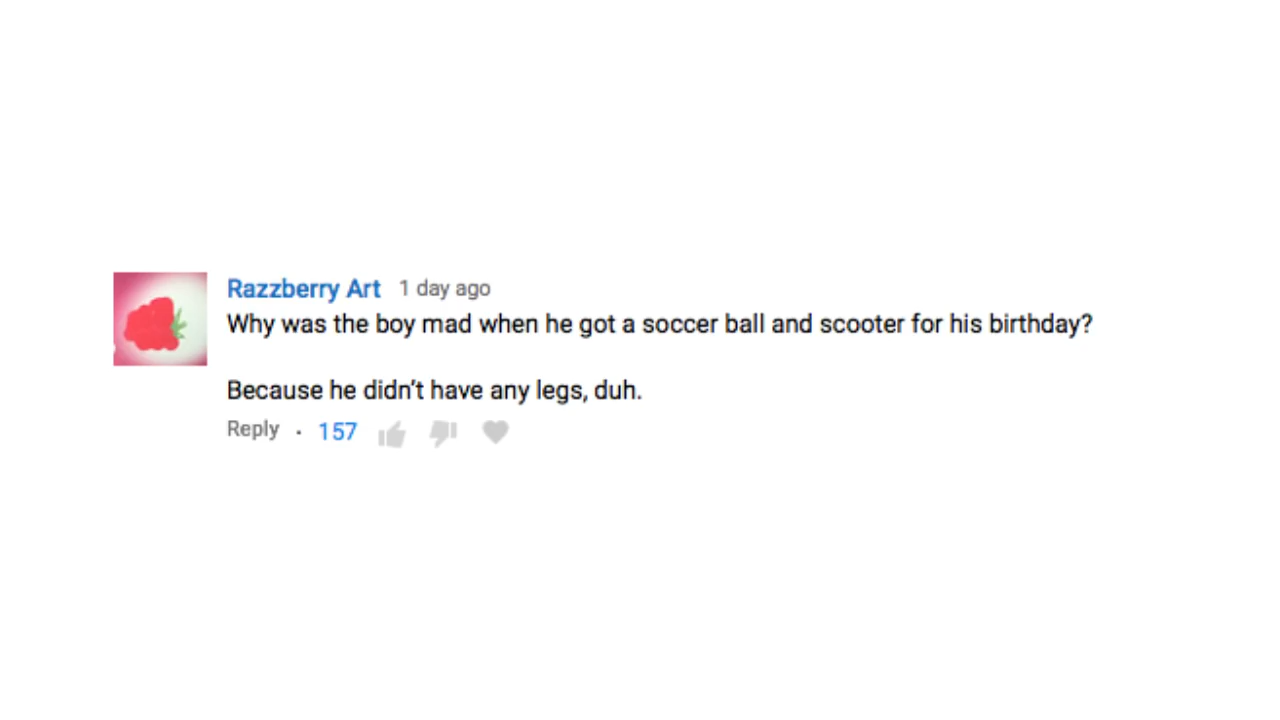 Razzberry Art 1 day ago
Why was the boy mad when he got a soccer ball and scooter for his birthday?
Because he didn't have any legs, duh.
Reply · 157